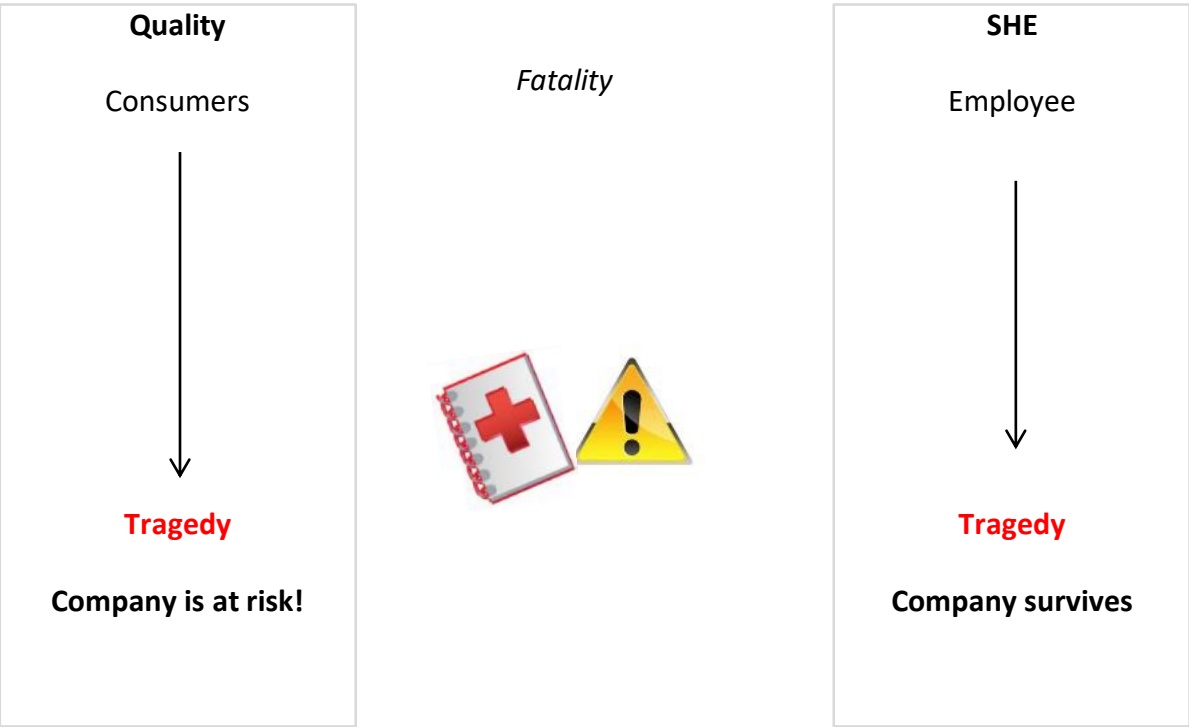 Quality
Consumers
Tragedy
Company is at risk!
Fatality
SHE
Employee
Tragedy
Company survives